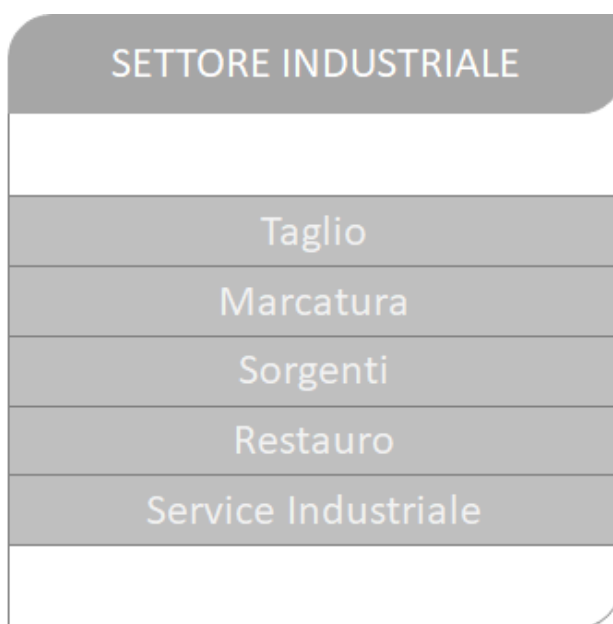 SETTORE INDUSTRIALE
Taglio
Marcatura
Sorgenti
Restauro
Service Industriale